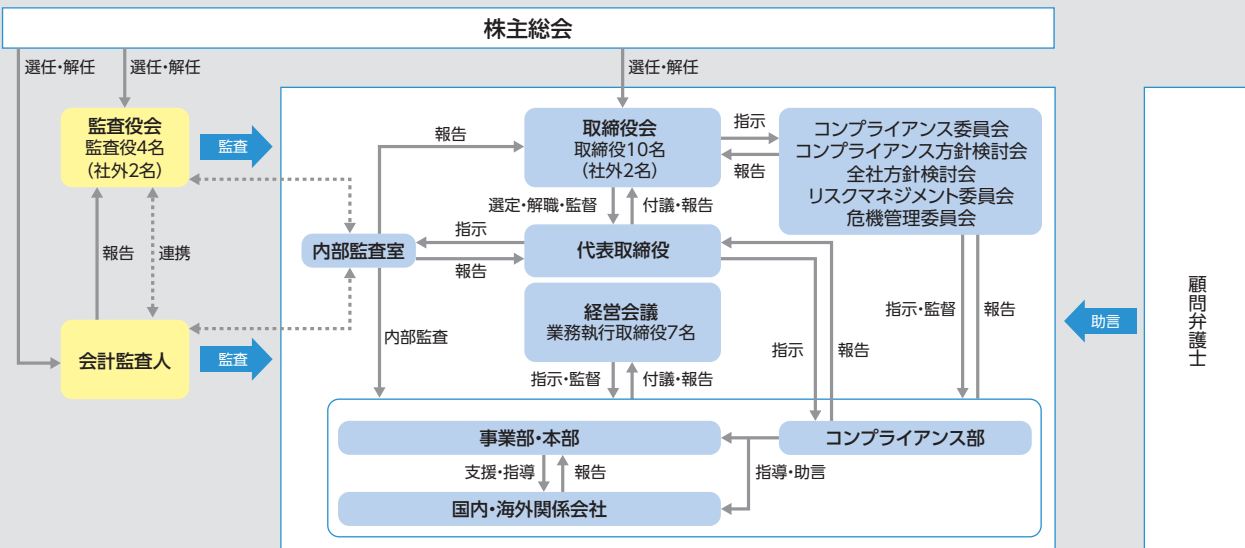 株主総会
選任・解任
選任・解任
選任・解任
監査役会
監査役4名
(社外2名)
監査
報告
取締役会
取締役10名
(社外2名)
指示
報告
コンプライアンス委員会
コンプライアンス方針検討会
全社方針検討会
リスクマネジメント委員会
危機管理委員会
選定・解職・監督
付議・報告
報告
連携
内部監査室
指示
報告
代表取締役
経営会議
業務執行取締役7名
指示・監督
報告
顧問弁護士
助言
会計監査人
監査
内部監査
指示
報告
指示・監督
付議・報告
事業部・本部
コンプライアンス部
支援・指導
報告
指導・助言
国内・海外関係会社